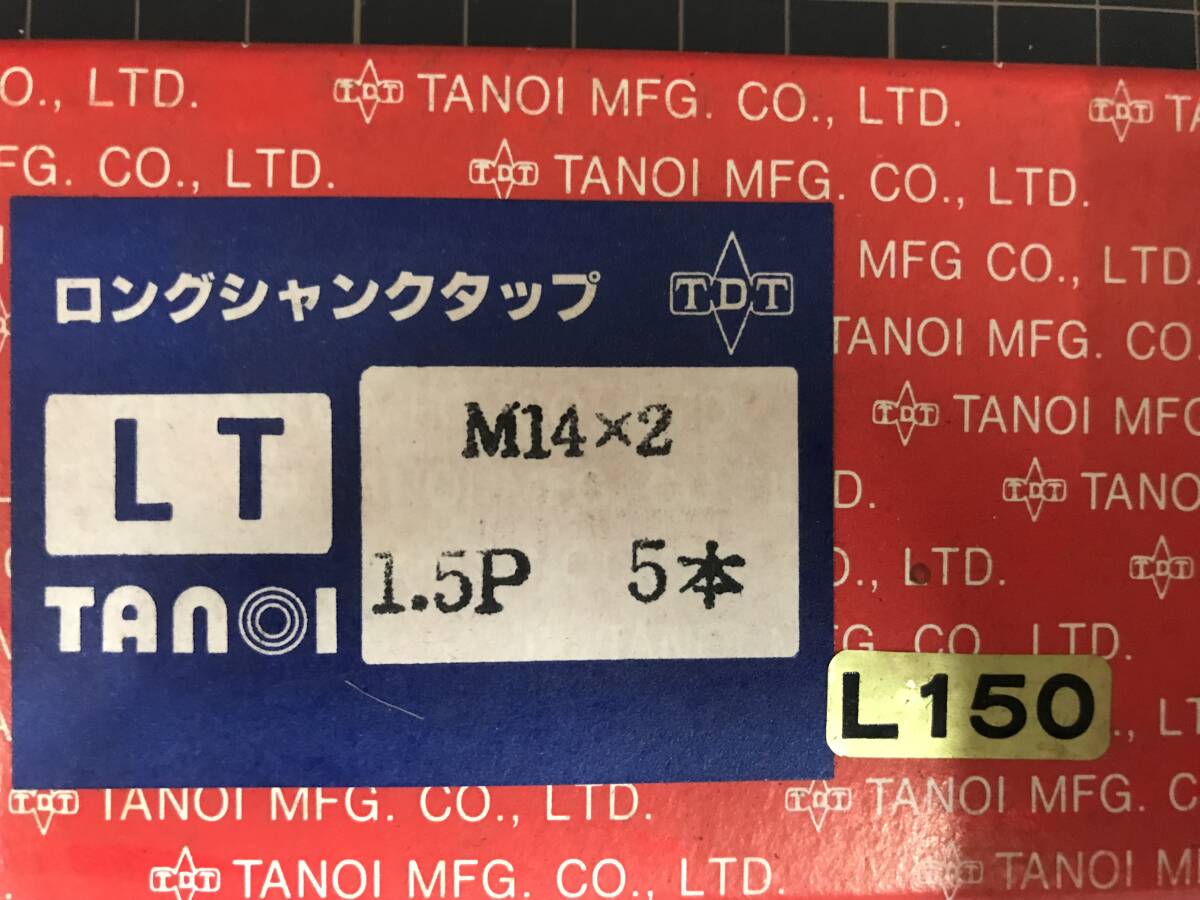 O., LTD. TDT TANOI MFG. CO., LTD. TDT
FG. CO., LTD. TDT TANOI MFG. CO., LTD.
MFG CO., LTD.
ロングシャンクタップ TDT
TANOI MFG. CO
TDT TANOI MFG
LT
M14×2
D. TDT TANO
1.5P 5本
O., LTD. TDT
TANOI
G. CO., LTD.
L150
., LT
TDT TANOI MFG. CO., LTD. TDT TANOI MFG. C
TDT TANOI MFG. CO., LTD. TDT TANOI M